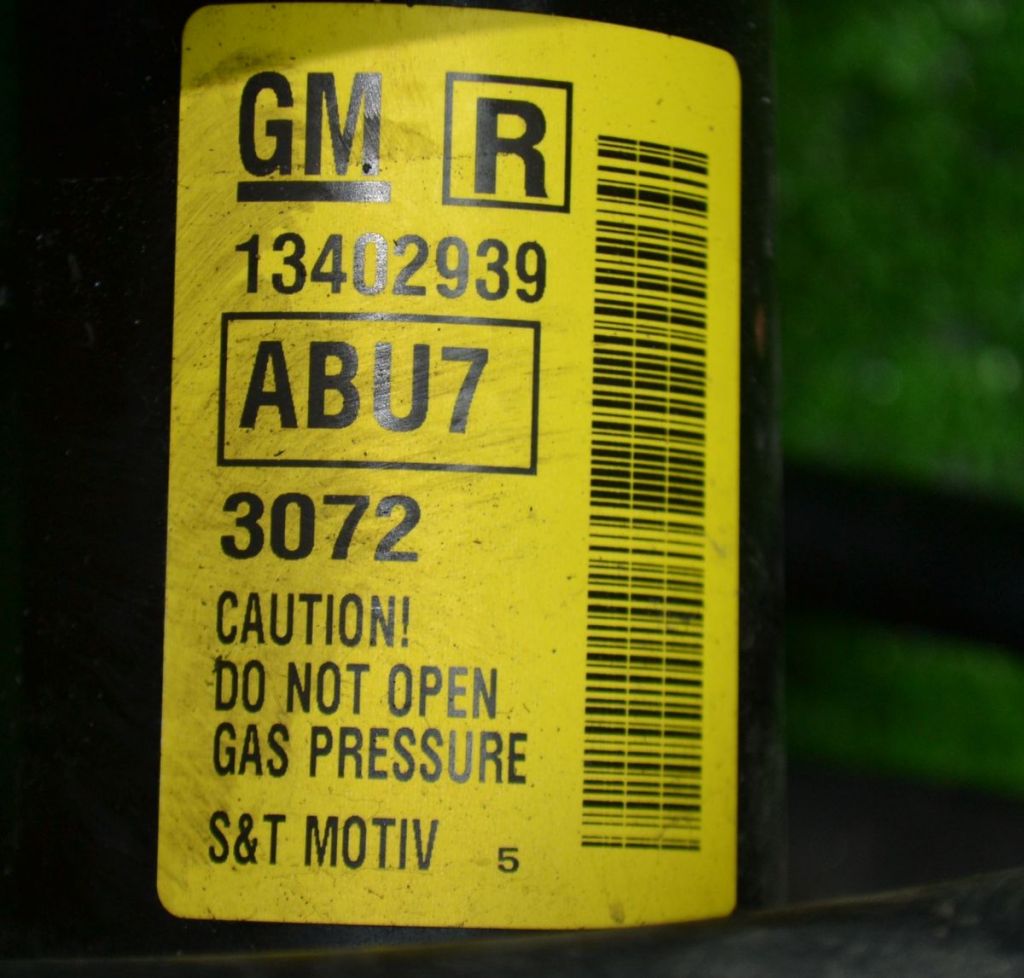 GM R
13402939
ABU7
3072
CAUTION!
DO NOT OPEN
GAS PRESSURE
S&T MOTIV 5